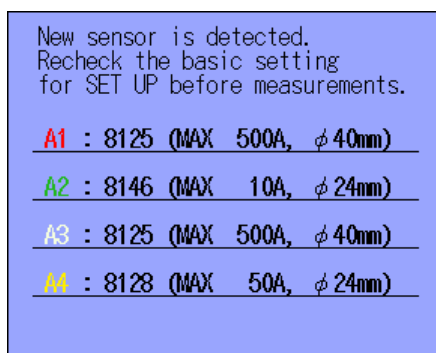 New sensor is detected.
Recheck the basic setting
for SET UP before measurements.
A1 : 8125 (MAX 500A, φ40mm)
A2 : 8146 (MAX 10A, φ24mm)
A3 : 8125 (MAX 500A, φ40mm)
A4 : 8128 (MAX 50A, φ24mm)